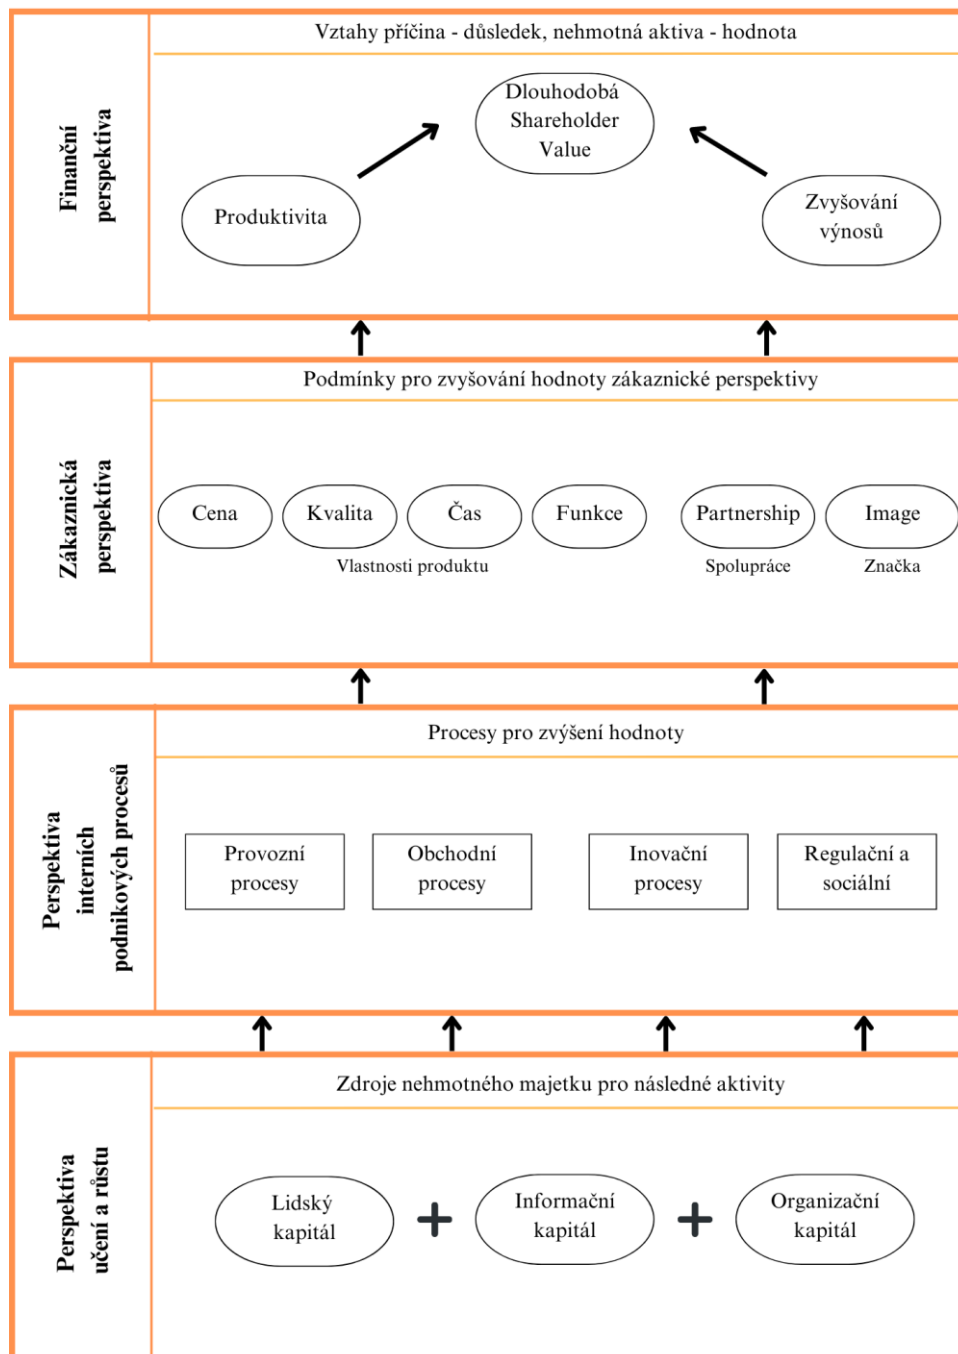 Finanční
perspektiva
Vztahy příčina - důsledek, nehmotná aktiva - hodnota
Dlouhodobá
Shareholder
Value
Produktivita
Zvyšování
výnosů
Zákaznická
perspektiva
Podmínky pro zvyšování hodnoty zákaznické perspektivy
Cena
Kvalita
Čas
Funkce
Partnership
Image
Vlastnosti produktu
Spolupráce
Značka
Perspektiva
interních
podnikových procesů
Procesy pro zvýšení hodnoty
Provozní
procesy
Obchodní
procesy
Inovační
procesy
Regulační a
sociální
Perspektiva
učení a růstu
Zdroje nehmotného majetku pro následné aktivity
Lidský
kapitál
+
Informační
kapitál
+
Organizační
kapitál